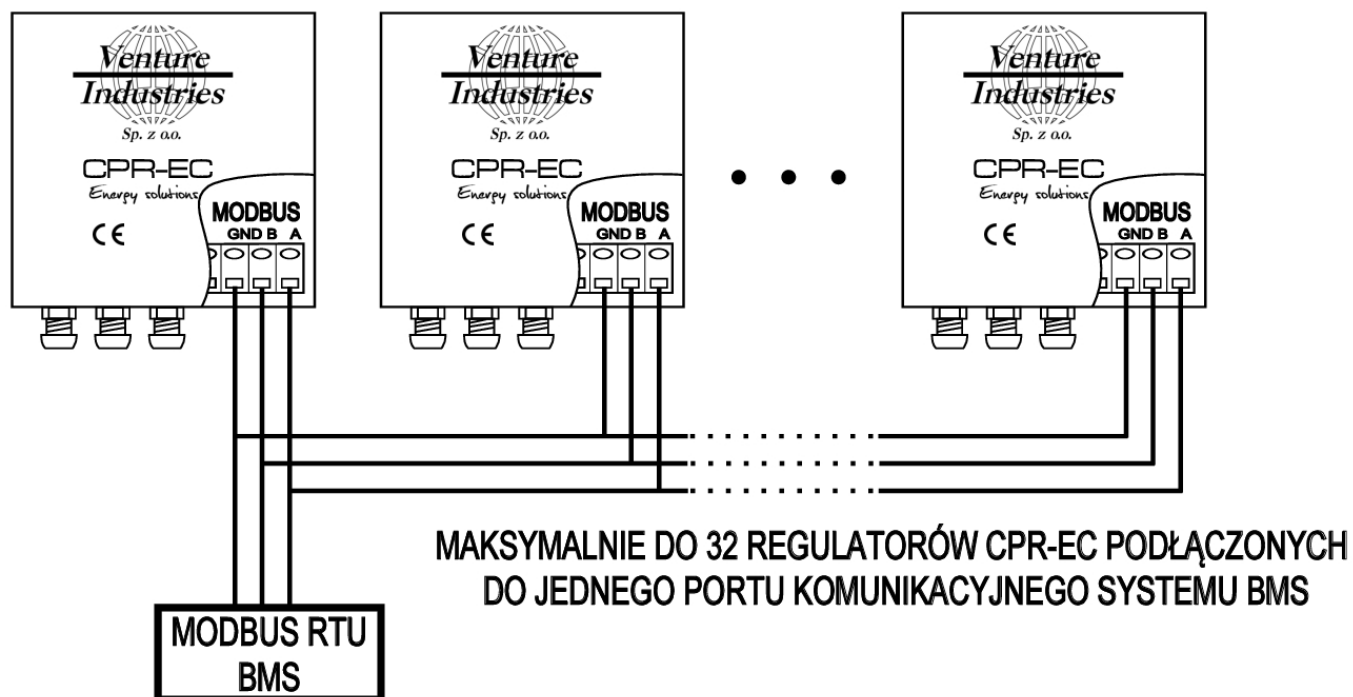 Venture
Industries
Sp. z o.o.
CPR-EC
Energy solutions
CE
MODBUS
GND B A
Venture
Industries
Sp. z o.o.
CPR-EC
Energy solutions
CE
MODBUS
GND B A
Venture
Industries
Sp. z o.o.
CPR-EC
Energy solutions
CE
MODBUS
GND B A
MAKSYMALNIE DO 32 REGULATORÓW CPR-EC PODŁĄCZONYCH
DO JEDNEGO PORTU KOMUNIKACYJNEGO SYSTEMU BMS
MODBUS RTU
BMS